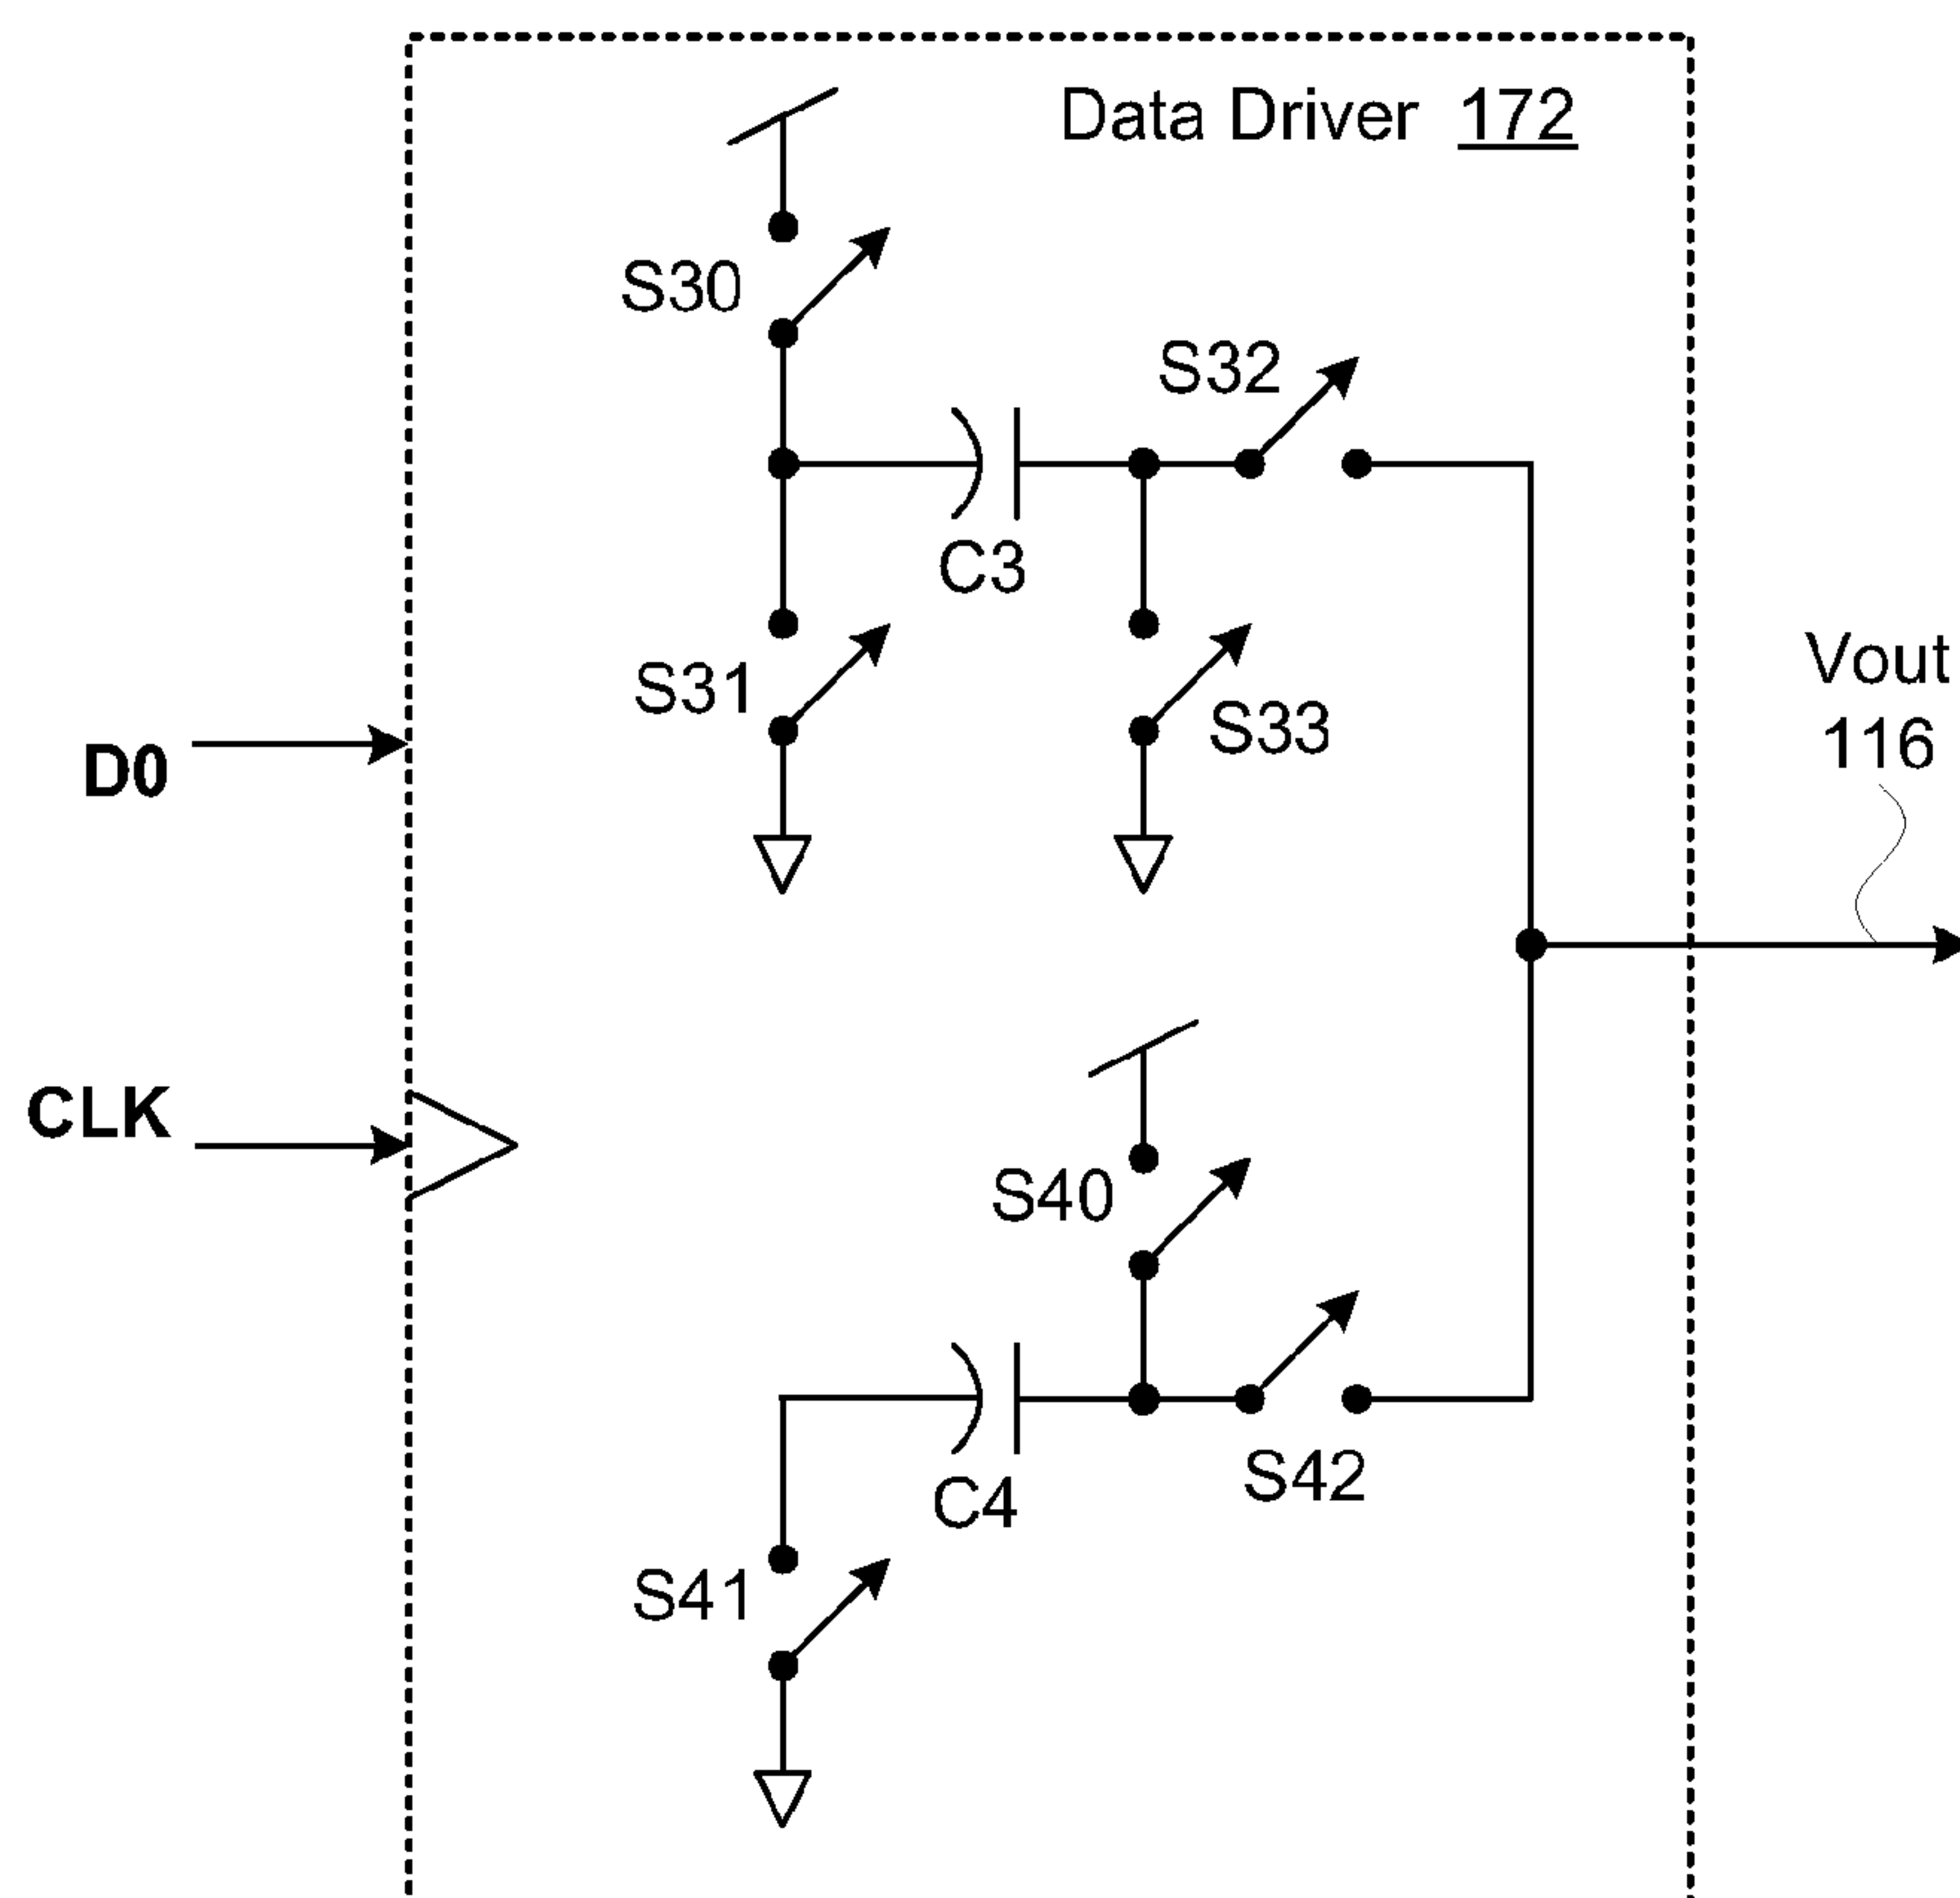 Data Driver 172
S30
S32
C3
S31
S33
Vout
116
D0
CLK
S40
C4
S42
S41